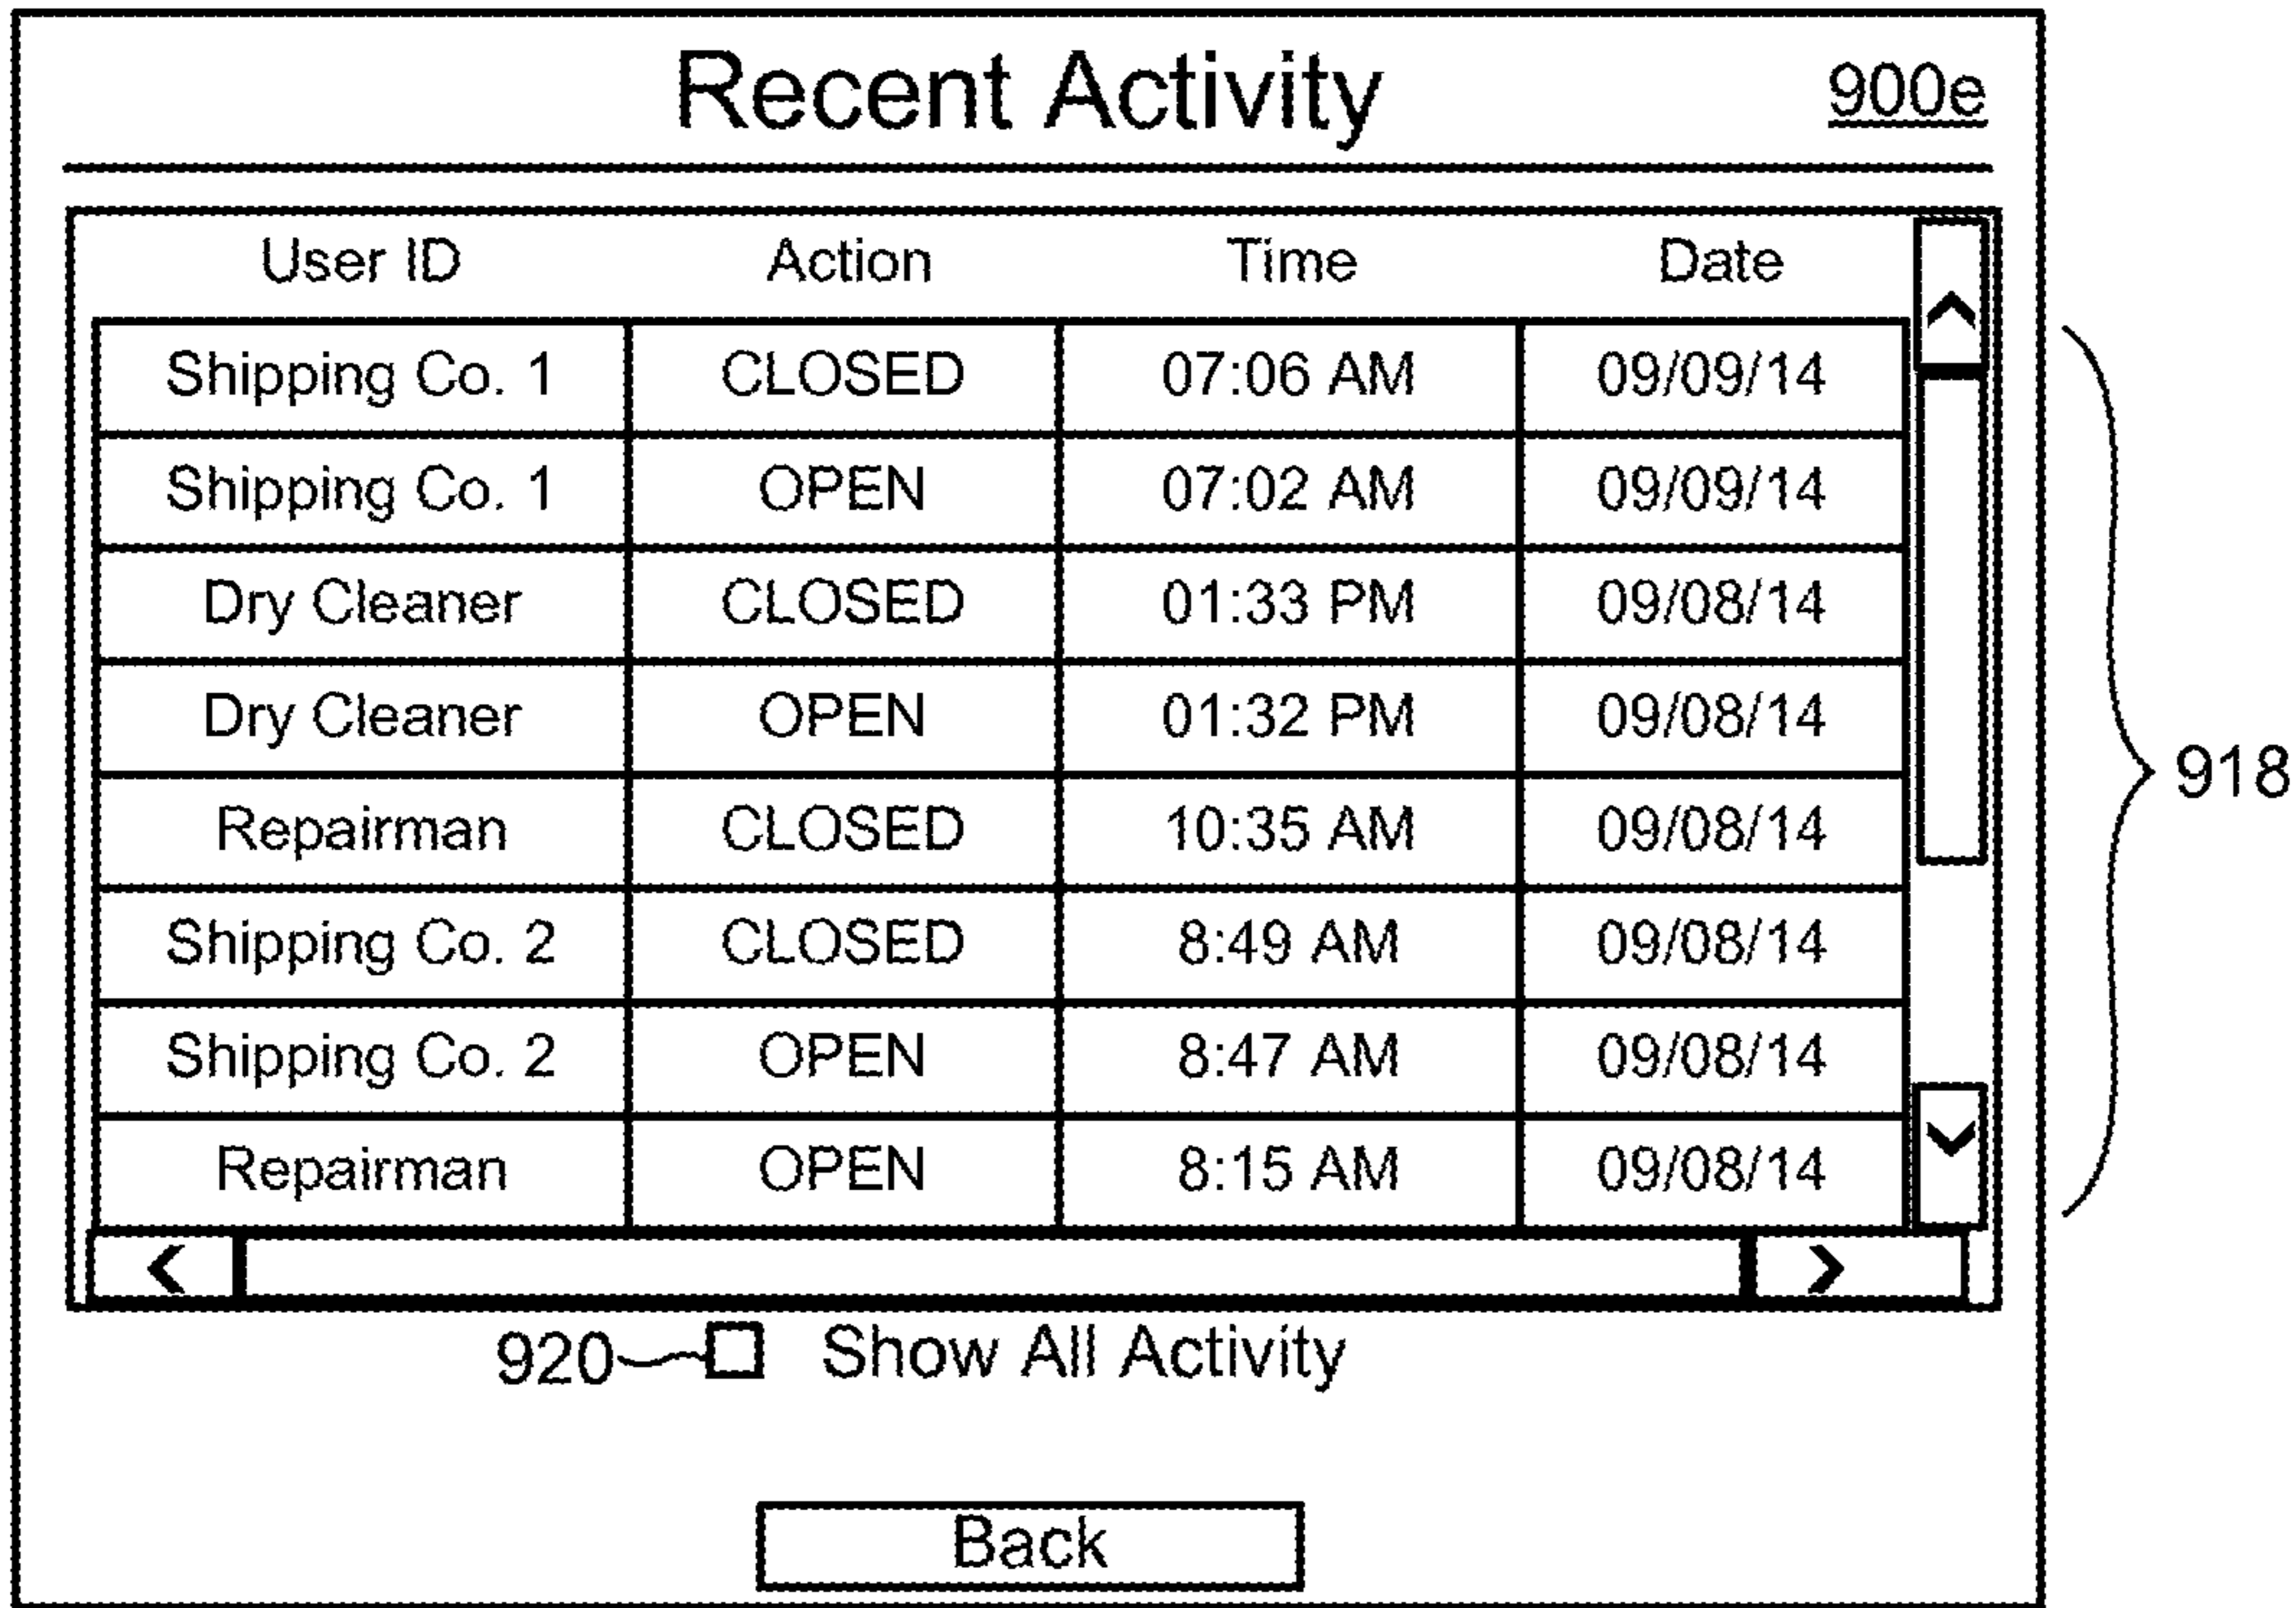 Recent Activity 900e
User ID Action Time Date
Shipping Co. 1 CLOSED 07:06 AM 09/09/14
Shipping Co. 1 OPEN 07:02 AM 09/09/14
Dry Cleaner CLOSED 01:33 PM 09/08/14
Dry Cleaner OPEN 01:32 PM 09/08/14
Repairman CLOSED 10:35 AM 09/08/14
Shipping Co. 2 CLOSED 8:49 AM 09/08/14
Shipping Co. 2 OPEN 8:47 AM 09/08/14
Repairman OPEN 8:15 AM 09/08/14
918
920 Show All Activity
Back